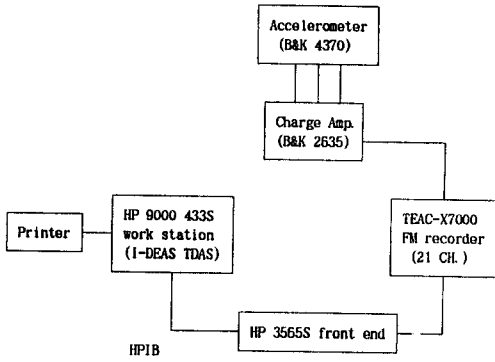 Accelerometer
(B&K 4370)
Charge Amp.
(B&K 2635)
HP 9000 433S
work station
(I-DEAS TDAS)
Printer
TEAC-X7000
FM recorder
(21 CH.)
HP 3565S front end
HPIB